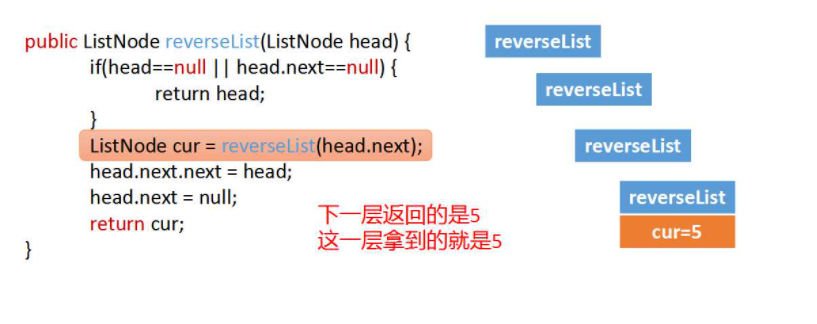 public ListNode reverseList(ListNode head) {
if(head==null || head.next==null) {
return head;
}
ListNode cur = reverseList(head.next);
head.next.next = head;
head.next = null;
return cur;
}
下一层返回的是5
这一层拿到的就是5
reverseList
reverseList
reverseList
reverseList
cur=5